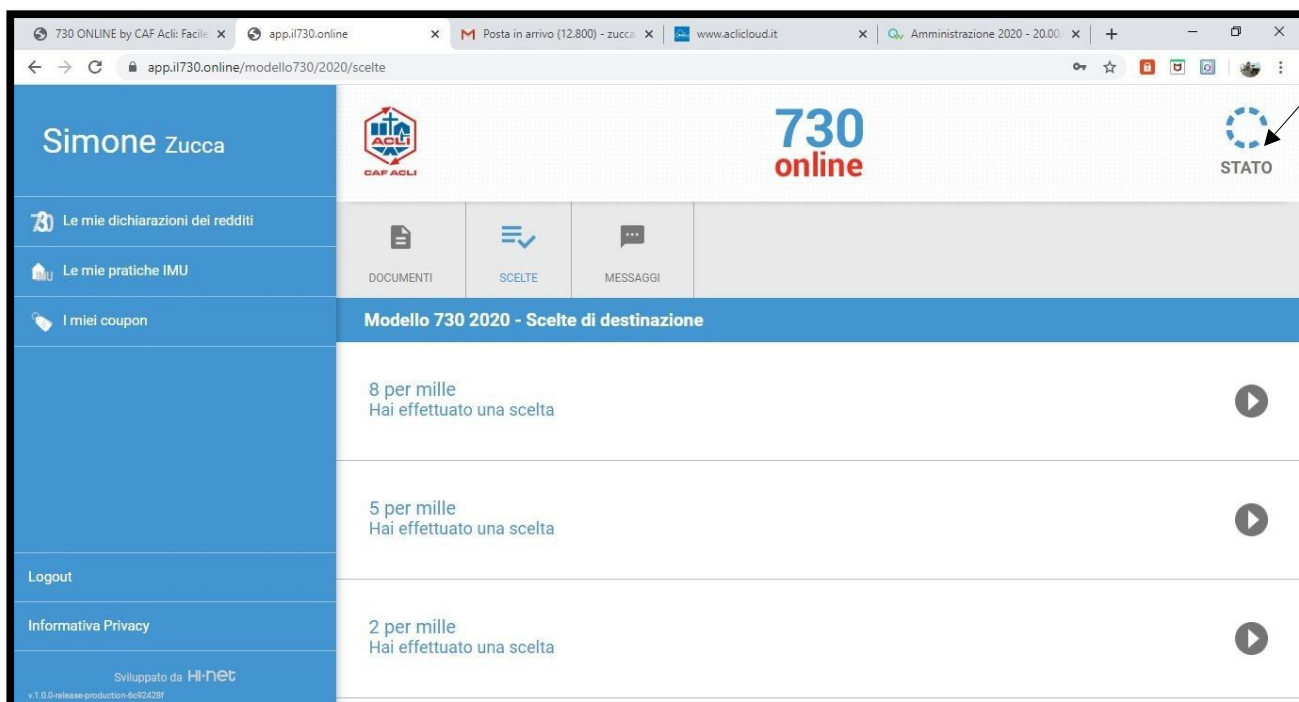 730 ONLINE by CAF Acli: Facile
app.il730.online
Posta in arrivo (12.800) - zucca
www.aclicloud.it
Amministrazione 2020 - 20.00.
app.il730.online/modello730/2020/scelte
Simone Zucca
Le mie dichiarazioni dei redditi
Le mie pratiche IMU
I miei coupon
Logout
Informativa Privacy
Sviluppato da HI-net
v.1.0.0-release-production-6c92428f
ACLI
CAF ACLI
730
online
STATO
DOCUMENTI
SCELTE
MESSAGGI
Modello 730 2020 - Scelte di destinazione
8 per mille
Hai effettuato una scelta
5 per mille
Hai effettuato una scelta
2 per mille
Hai effettuato una scelta